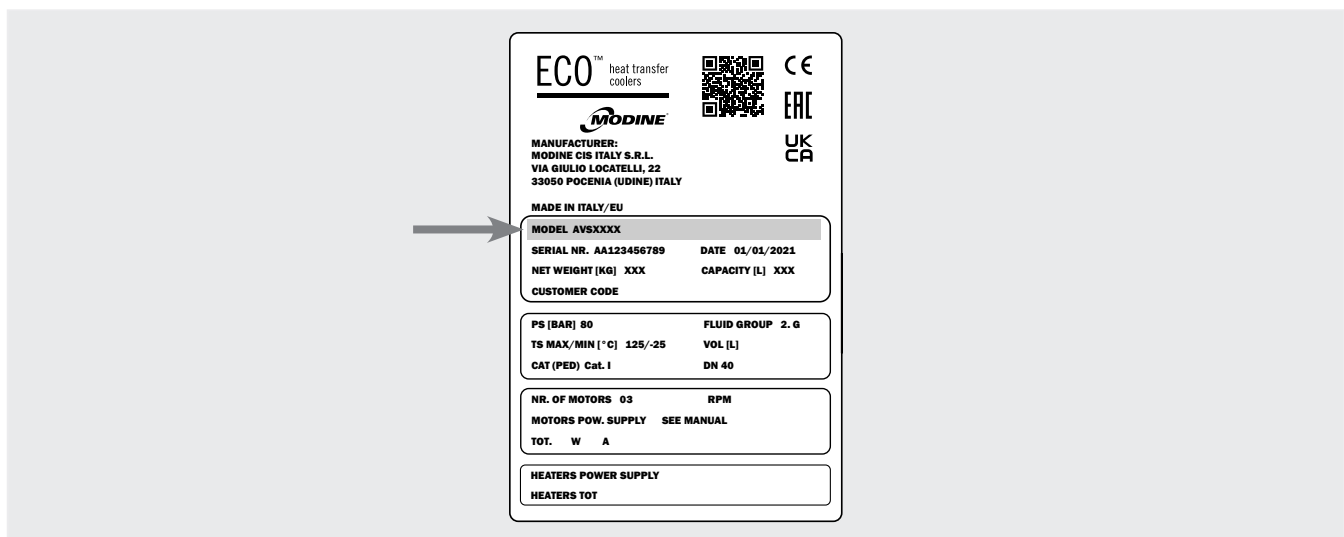 ECO™ heat transfer
coolers
MODINE
CE
EAC
UK
CA
MANUFACTURER:
MODINE CIS ITALY S.R.L.
VIA GIULIO LOCATELLI, 22
33050 POCENIA (UDINE) ITALY
MADE IN ITALY/EU
MODEL AVSXXXX
SERIAL NR. AA123456789 DATE 01/01/2021
NET WEIGHT [KG] XXX CAPACITY [L] XXX
CUSTOMER CODE
PS [BAR] 80 FLUID GROUP 2. G
TS MAX/MIN [°C] 125/-25 VOL [L]
CAT (PED) Cat. I DN 40
NR. OF MOTORS 03 RPM
MOTORS POW. SUPPLY SEE MANUAL
TOT. W A
HEATERS POWER SUPPLY
HEATERS TOT